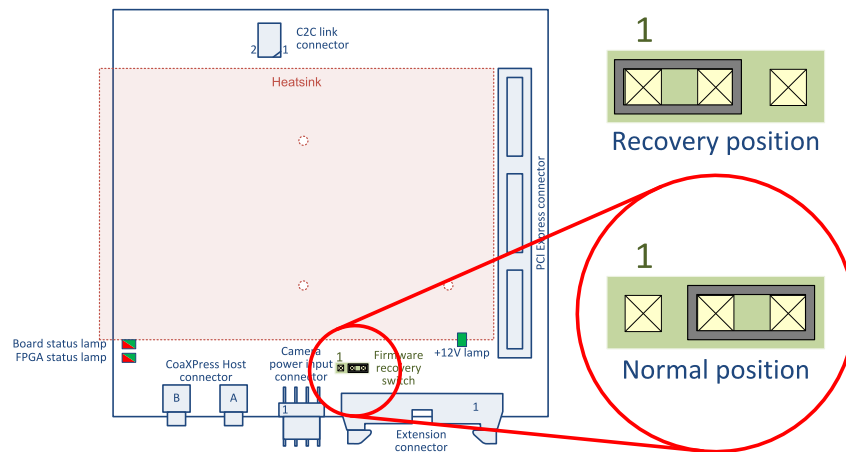 C2C link
connector
2
1
Heatsink
PCI Express connector
Board status lamp
FPGA status lamp
CoaXPress Host
connector
B
A
Camera
power input
connector
1
1
Firmware
recovery
switch
+12V lamp
1
Extension
connector
1
Recovery position
1
Normal position